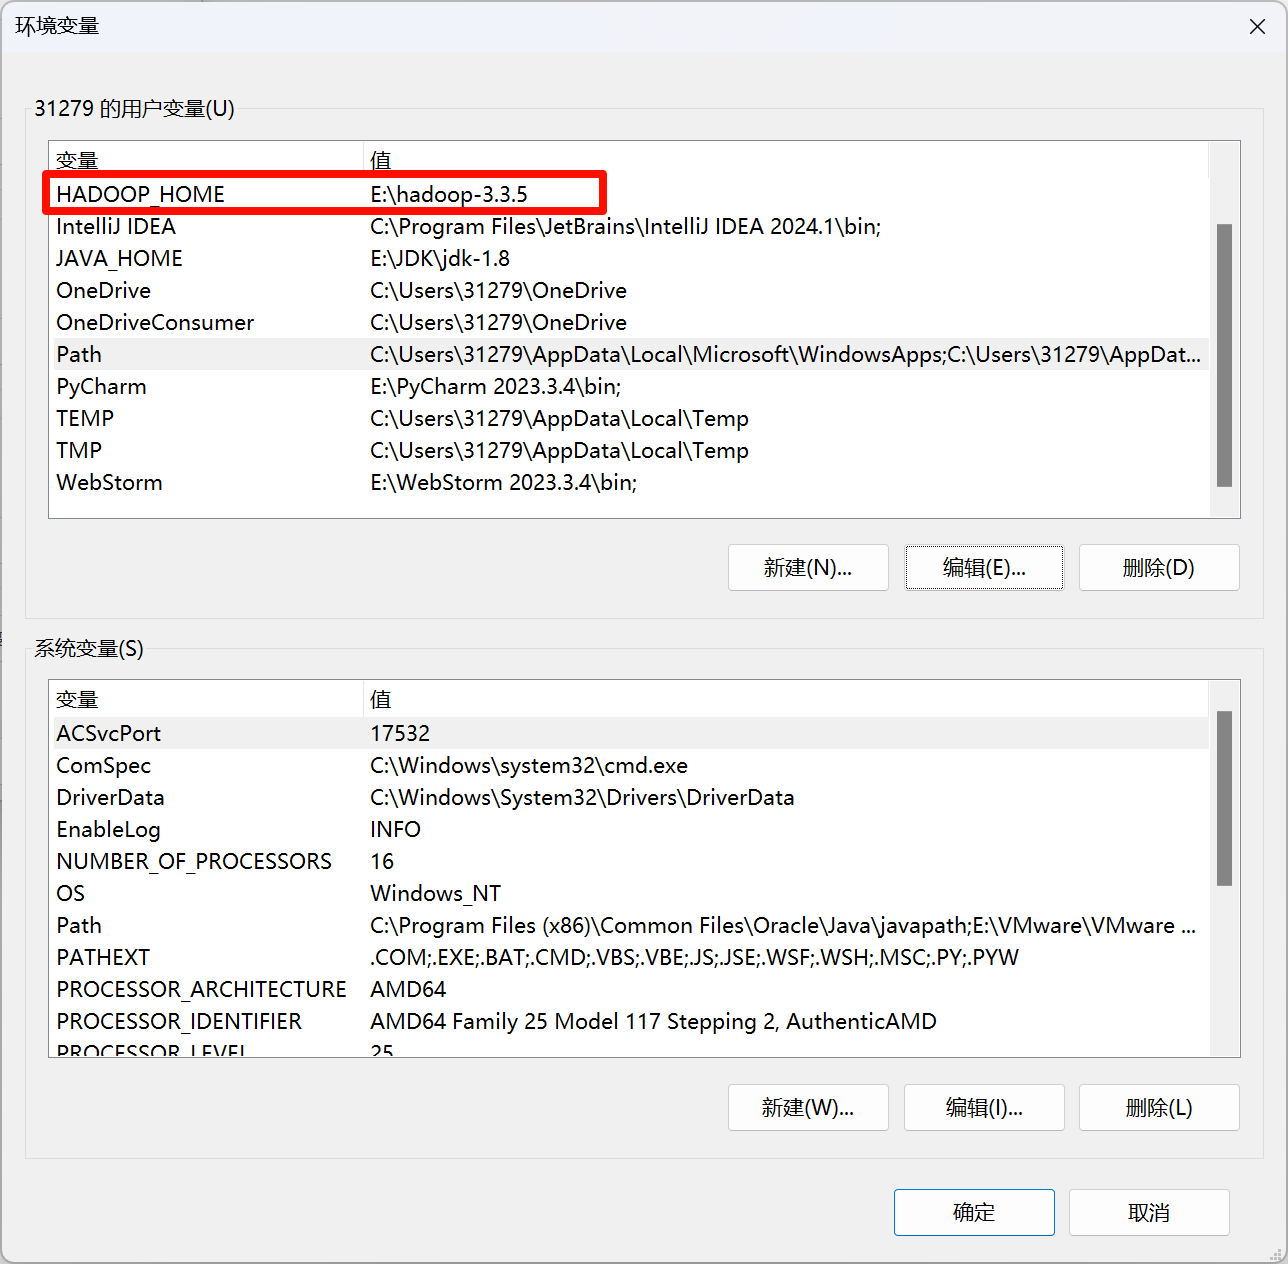 环境变量
31279 的用户变量(U)
变量 值
HADOOP_HOME E:\hadoop-3.3.5
IntelliJ IDEA C:\Program Files\JetBrains\IntelliJ IDEA 2024.1\bin;
JAVA_HOME E:\JDK\jdk-1.8
OneDrive C:\Users\31279\OneDrive
OneDriveConsumer C:\Users\31279\OneDrive
Path C:\Users\31279\AppData\Local\Microsoft\WindowsApps;C:\Users\31279\AppDat...
PyCharm E:\PyCharm 2023.3.4\bin;
TEMP C:\Users\31279\AppData\Local\Temp
TMP C:\Users\31279\AppData\Local\Temp
WebStorm E:\WebStorm 2023.3.4\bin;
新建(N)... 编辑(E)... 删除(D)
系统变量(S)
变量 值
ACSvcPort 17532
ComSpec C:\Windows\system32\cmd.exe
DriverData C:\Windows\System32\Drivers\DriverData
EnableLog INFO
NUMBER_OF_PROCESSORS 16
OS Windows_NT
Path C:\Program Files (x86)\Common Files\Oracle\Java\javapath;E:\VMware\VMware ...
PATHEXT .COM;.EXE;.BAT;.CMD;.VBS;.VBE;.JS;.JSE;.WSF;.WSH;.MSC;.PY;.PYW
PROCESSOR_ARCHITECTURE AMD64
PROCESSOR_IDENTIFIER AMD64 Family 25 Model 117 Stepping 2, AuthenticAMD
PROCESSOR_LEVEL 25
新建(W)... 编辑(I)... 删除(L)
确定 取消